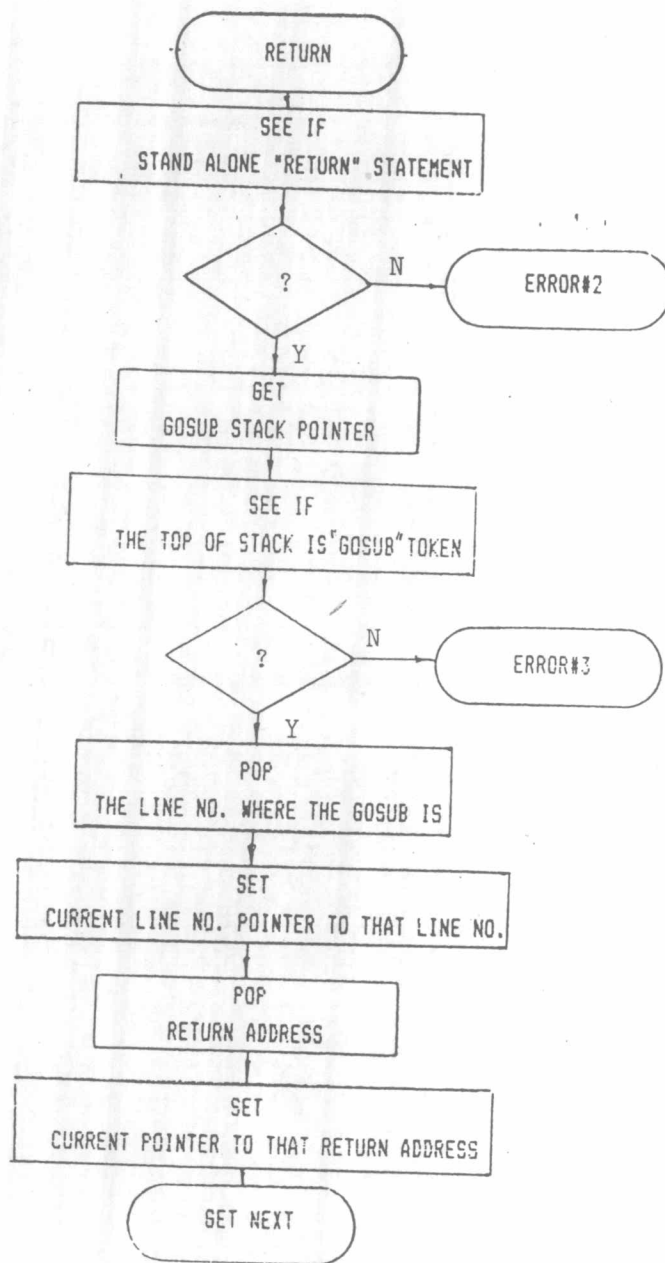 RETURN
SEE IF
STAND ALONE "RETURN" STATEMENT
?
N
ERROR#2
Y
GET
GOSUB STACK POINTER
SEE IF
THE TOP OF STACK IS"GOSUB" TOKEN
?
N
ERROR#3
Y
POP
THE LINE NO. WHERE THE GOSUB IS
SET
CURRENT LINE NO. POINTER TO THAT LINE NO.
POP
RETURN ADDRESS
SET
CURRENT POINTER TO THAT RETURN ADDRESS
GET NEXT